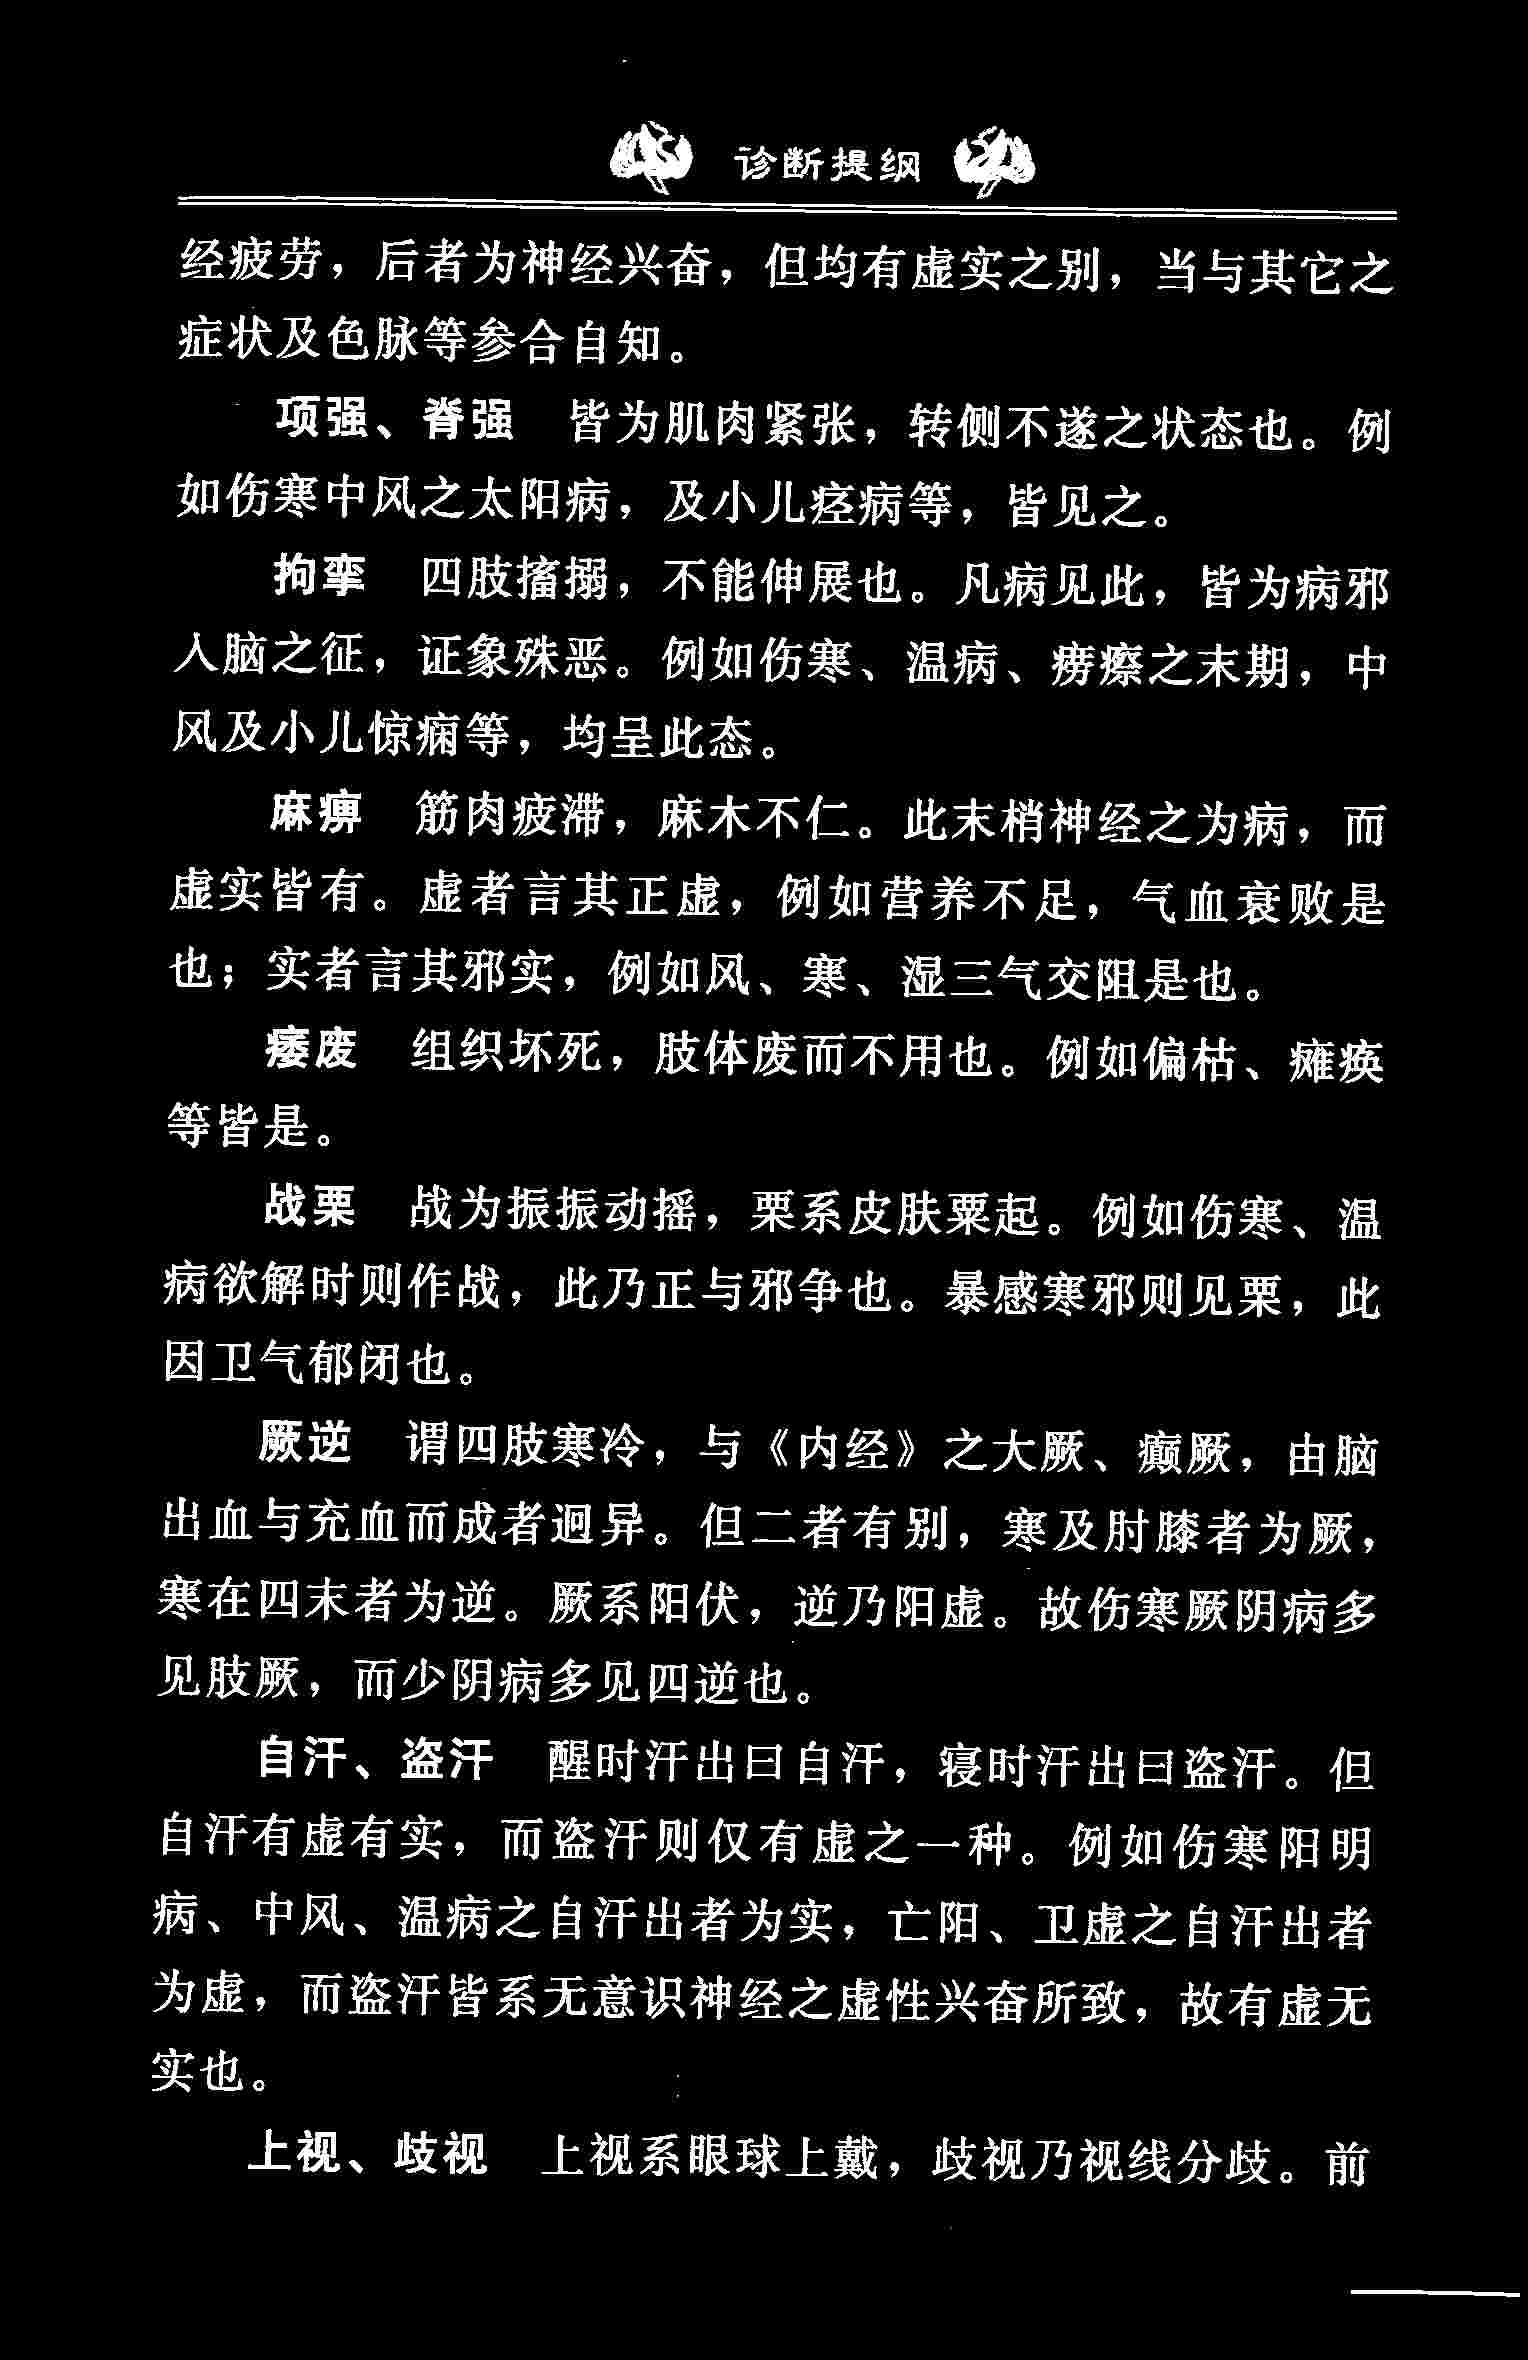 诊断提纲
经疲劳，后者为神经兴奋，但均有虚实之别，当与其它之
症状及色脉等参合自知。
项强、脊强　皆为肌肉紧张，转侧不遂之状态也。例
如伤寒中风之太阳病，及小儿痉病等，皆见之。
拘挛　四肢搐搦，不能伸展也。凡病见此，皆为病邪
入脑之征，证象殊恶。例如伤寒、温病、痨瘵之末期，中
风及小儿惊痫等，均呈此态。
麻痹　筋肉疲滞，麻木不仁。此末梢神经之为病，而
虚实皆有。虚者言其正虚，例如营养不足，气血衰败是
也；实者言其邪实，例如风、寒、湿三气交阻是也。
痿废　组织坏死，肢体废而不用也。例如偏枯、瘫痪
等皆是。
战栗　战为振振动摇，栗系皮肤粟起。例如伤寒、温
病欲解时则作战，此乃正与邪争也。暴感寒邪则见栗，此
因卫气郁闭也。
厥逆　谓四肢寒冷，与《内经》之大厥、癫厥，由脑
出血与充血而成者迥异。但二者有别，寒及肘膝者为厥，
寒在四末者为逆。厥系阳伏，逆乃阳虚。故伤寒厥阴病多
见肢厥，而少阴病多见四逆也。
自汗、盗汗　醒时汗出曰自汗，寝时汗出曰盗汗。但
自汗有虚有实，而盗汗则仅有虚之一种。例如伤寒阳明
病、中风、温病之自汗出者为实，亡阳、卫虚之自汗出者
为虚，而盗汗皆系无意识神经之虚性兴奋所致，故有虚无
实也。
上视、歧视　上视系眼球上戴，歧视乃视线分歧。前